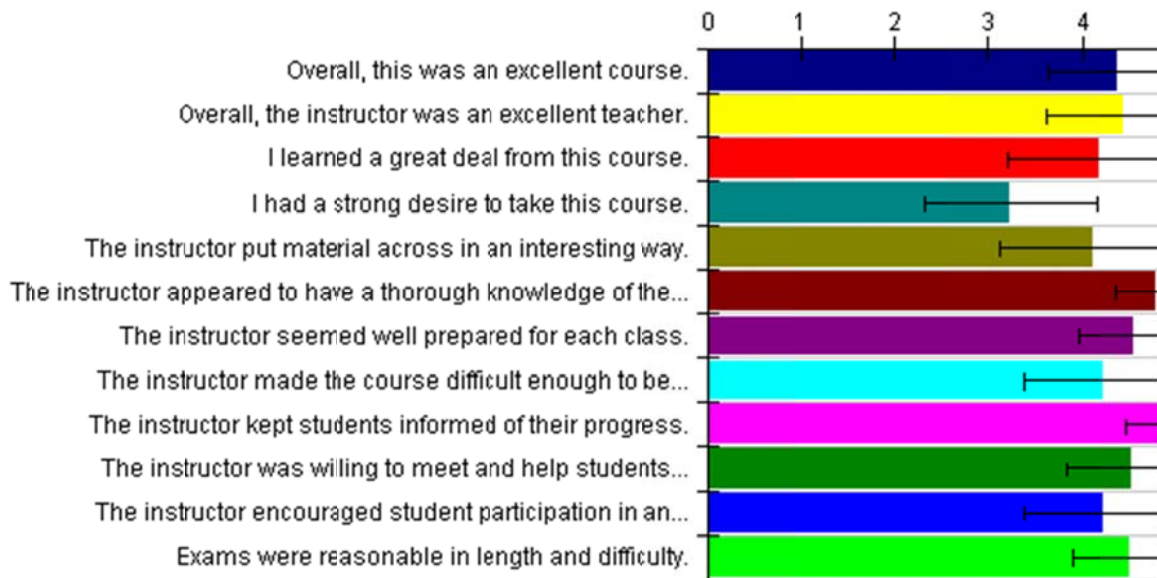 0 1 2 3 4
Overall, this was an excellent course.
Overall, the instructor was an excellent teacher.
I learned a great deal from this course.
I had a strong desire to take this course.
The instructor put material across in an interesting way.
The instructor appeared to have a thorough knowledge of the...
The instructor seemed well prepared for each class.
The instructor made the course difficult enough to be...
The instructor kept students informed of their progress.
The instructor was willing to meet and help students...
The instructor encouraged student participation in an...
Exams were reasonable in length and difficulty.